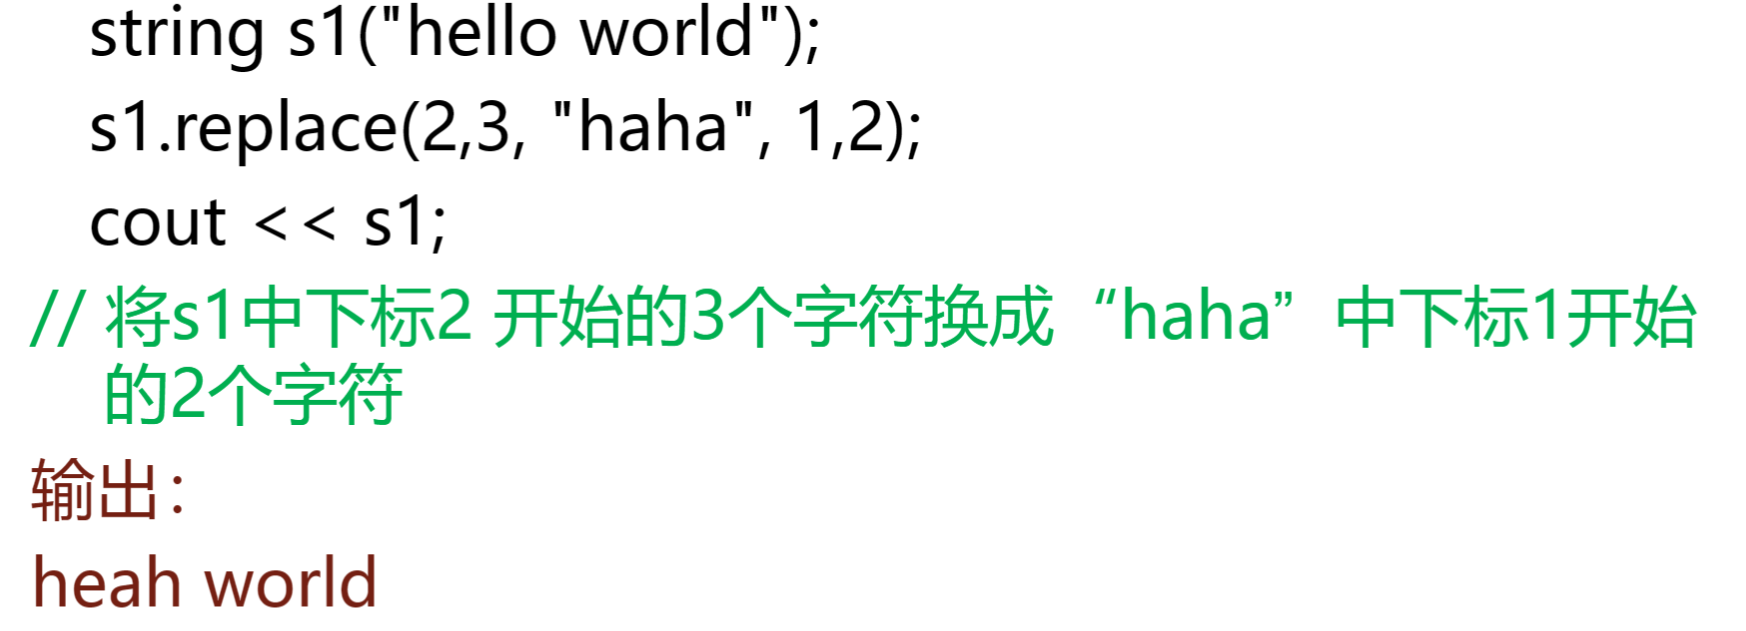 string s1("hello world");
s1.replace(2,3, "haha", 1,2);
cout << s1;
// 将s1中下标2 开始的3个字符换成“haha”中下标1开始
的2个字符
输出：
heah world